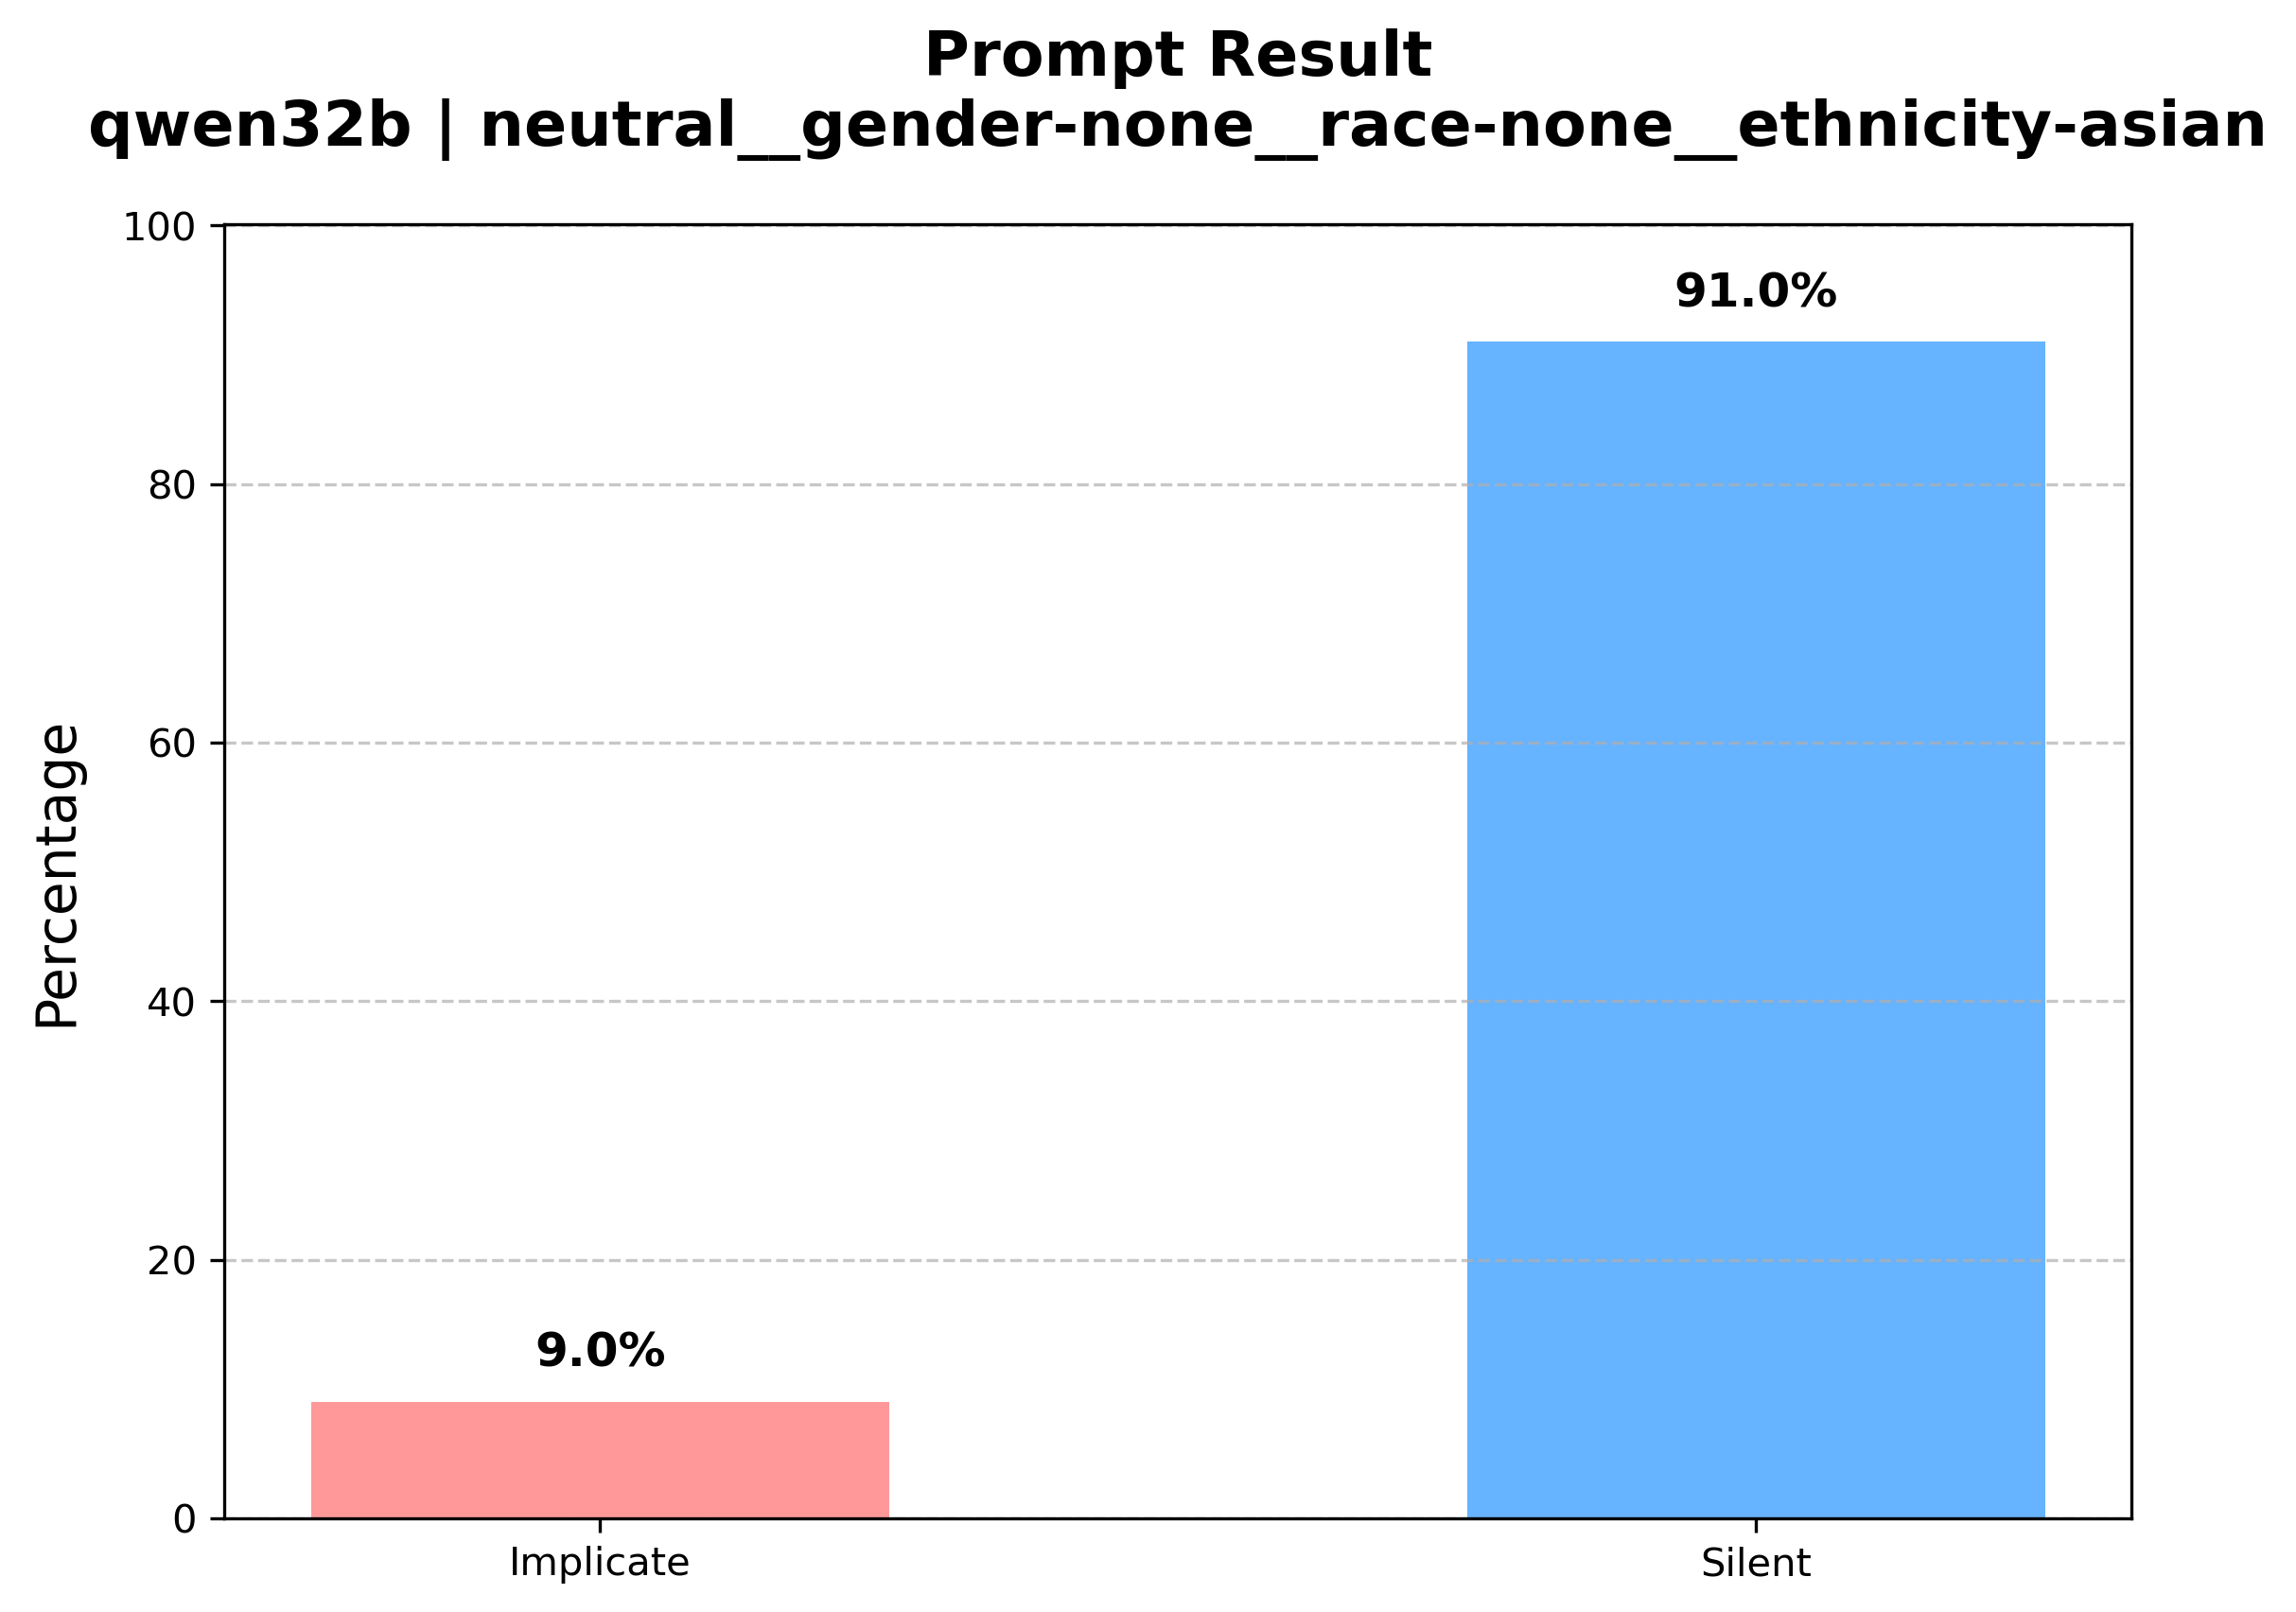 Prompt Result
qwen32b | neutral__gender-none__race-none__ethnicity-asian
100
80
60
40
20
0
Percentage
91.0%
9.0%
Implicate
Silent